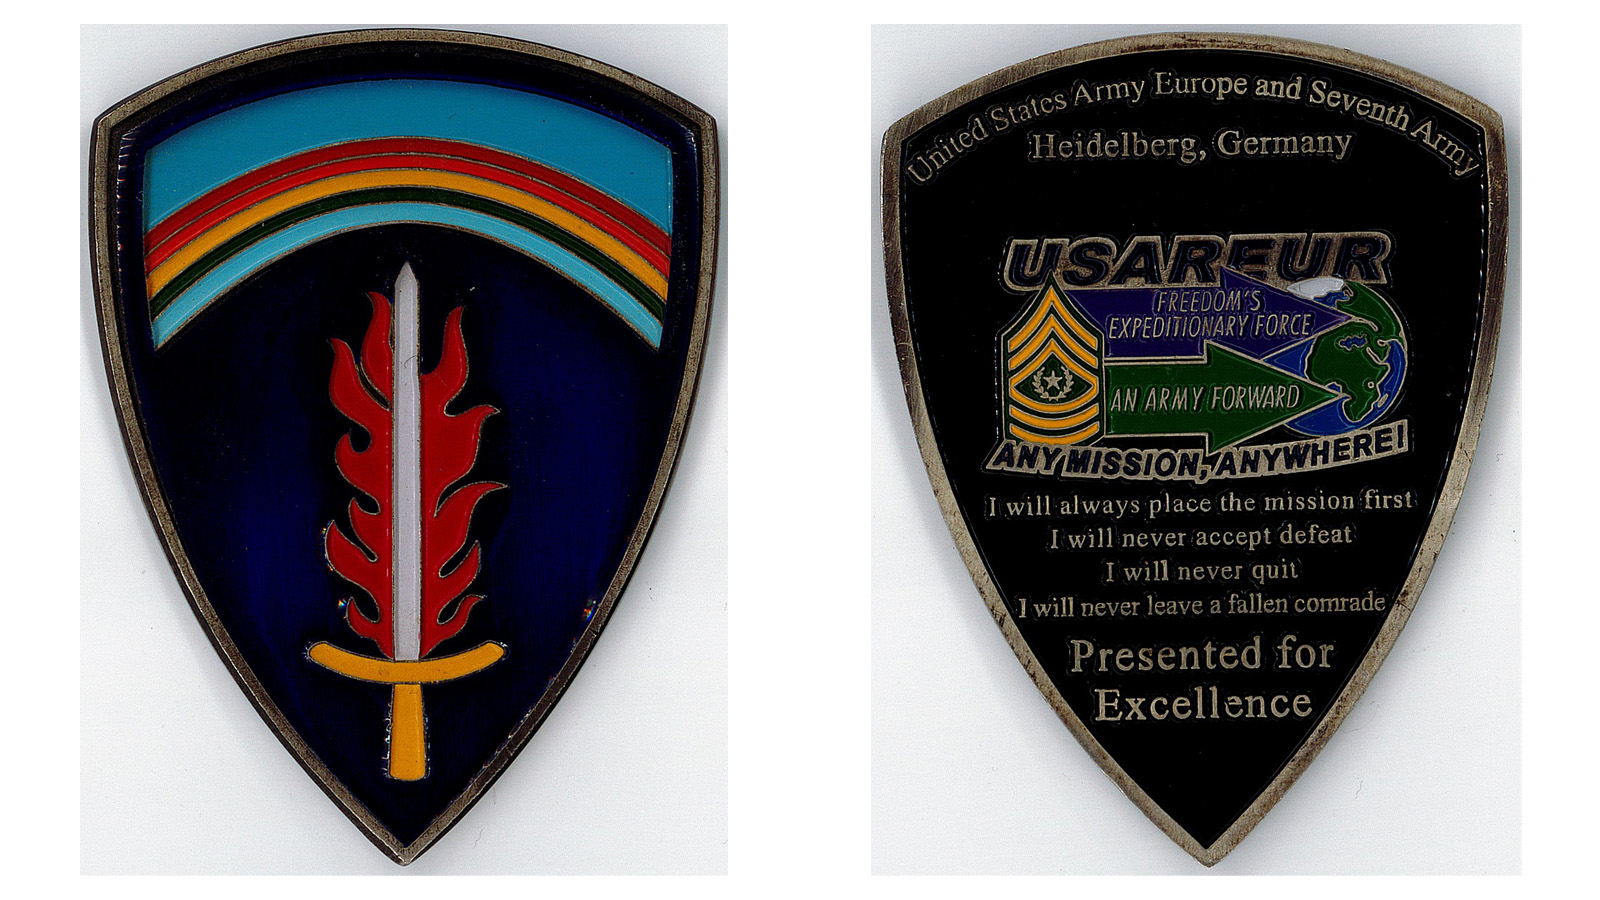 United States Army Europe and Seventh Army
Heidelberg, Germany
USAREUR
FREEDOM'S
EXPEDITIONARY FORCE
AN ARMY FORWARD
ANY MISSION, ANYWHERE!
I will always place the mission first
I will never accept defeat
I will never quit
I will never leave a fallen comrade
Presented for
Excellence